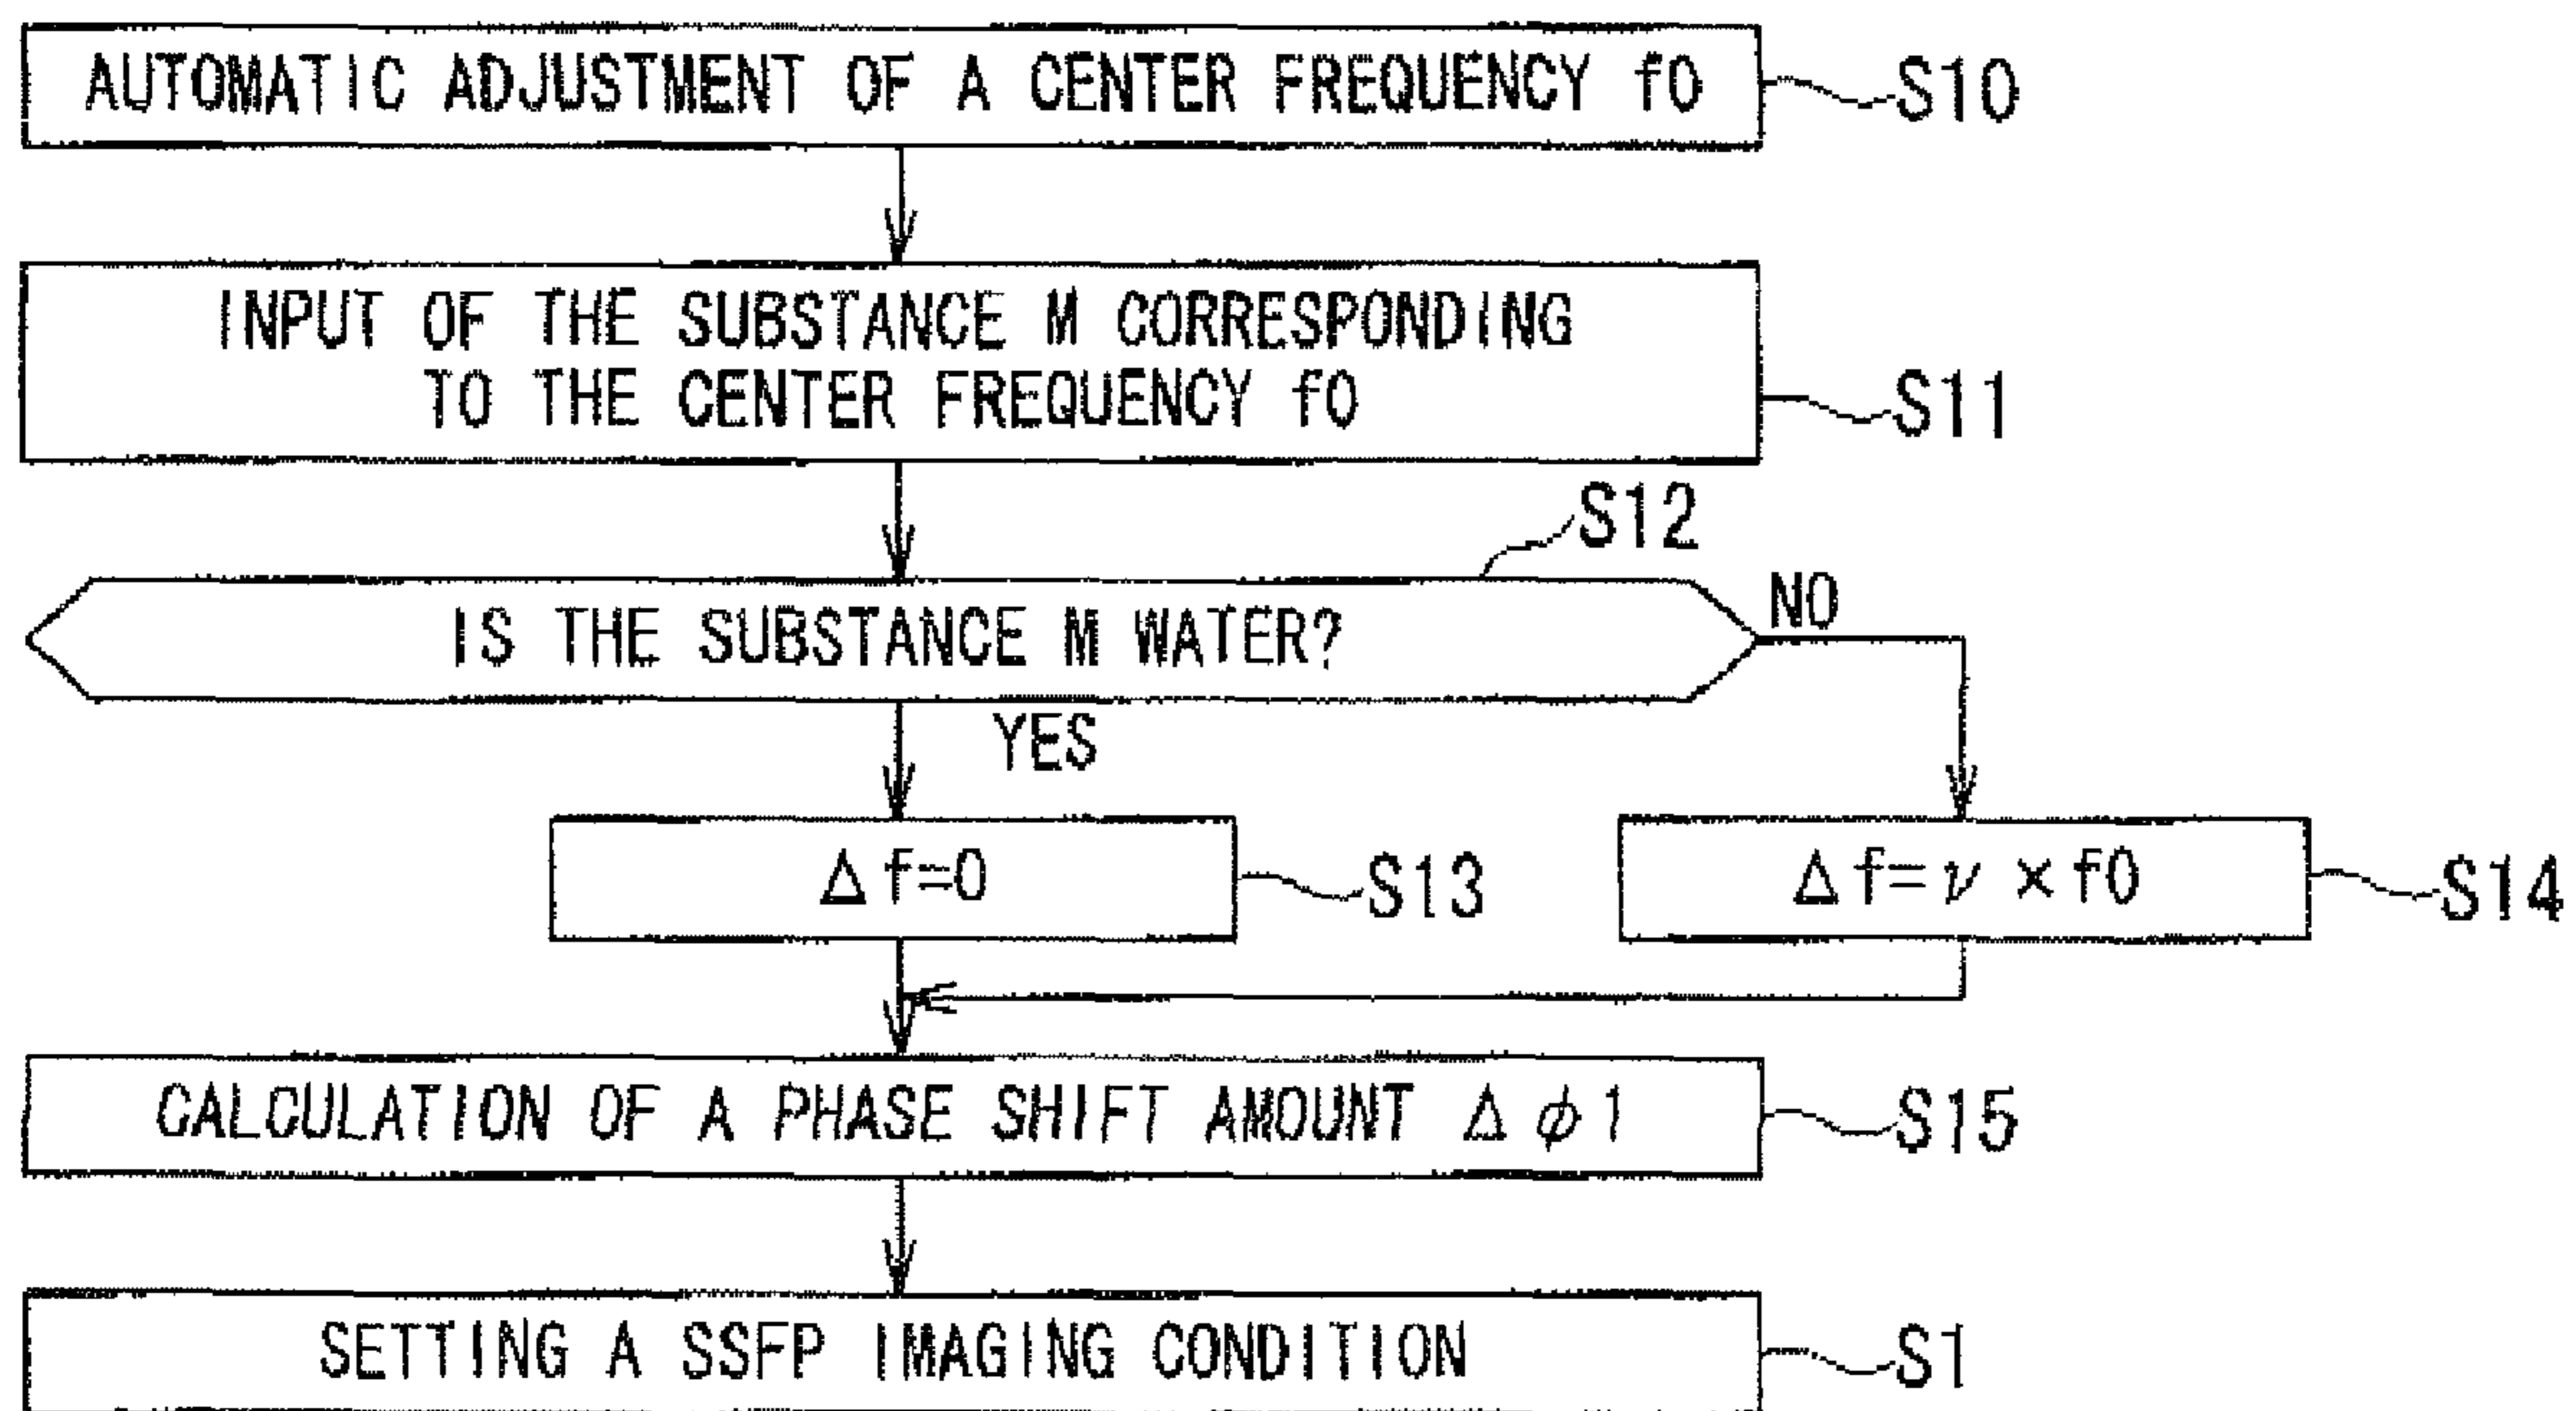 AUTOMATIC ADJUSTMENT OF A CENTER FREQUENCY f0
S10
INPUT OF THE SUBSTANCE M CORRESPONDING
TO THE CENTER FREQUENCY f0
S11
S12
IS THE SUBSTANCE M WATER?
NO
YES
Δf=0
S13
Δf=ν×f0
S14
CALCULATION OF A PHASE SHIFT AMOUNT Δφ1
S15
SETTING A SSFP IMAGING CONDITION
S1